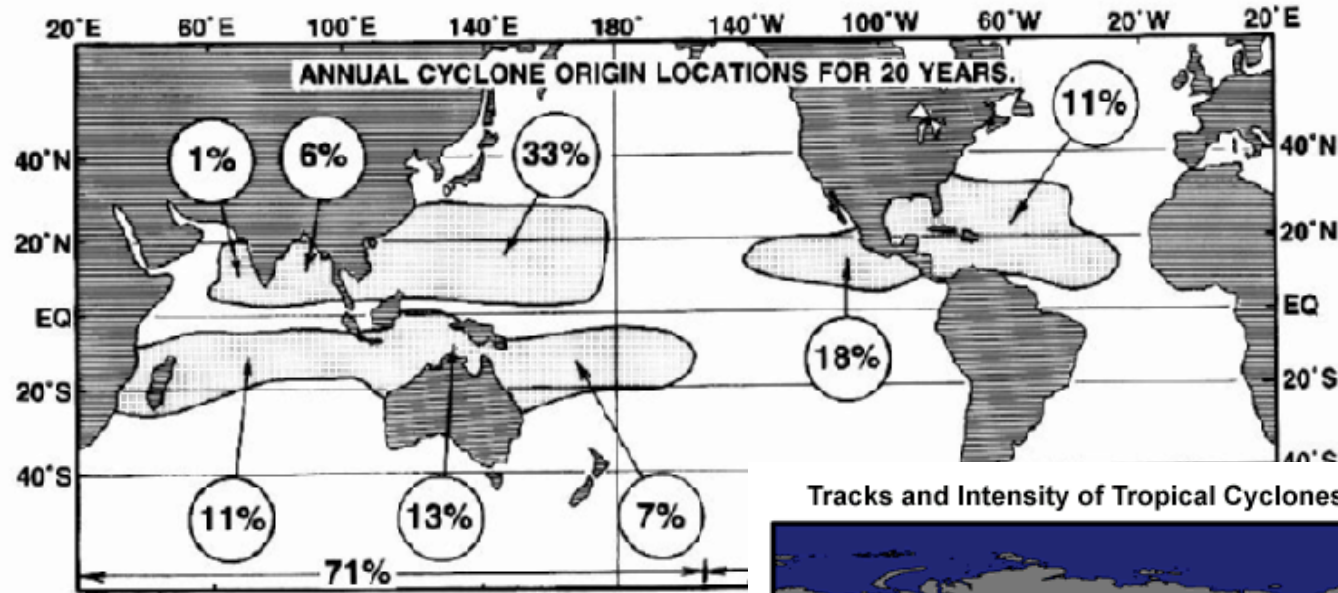 20°E 60°E 100°E 140°E 180° 100°W 60°W 20°W 20°E
ANNUAL CYCLONE ORIGIN LOCATIONS FOR 20 YEARS.
11%
1% 6% 33%
40°N 40°N
20°N 20°N
EQ EQ
18%
20°S 20°S
40°S 40°S
11% 13% 7%
71%
Tracks and Intensity of Tropical Cyclones